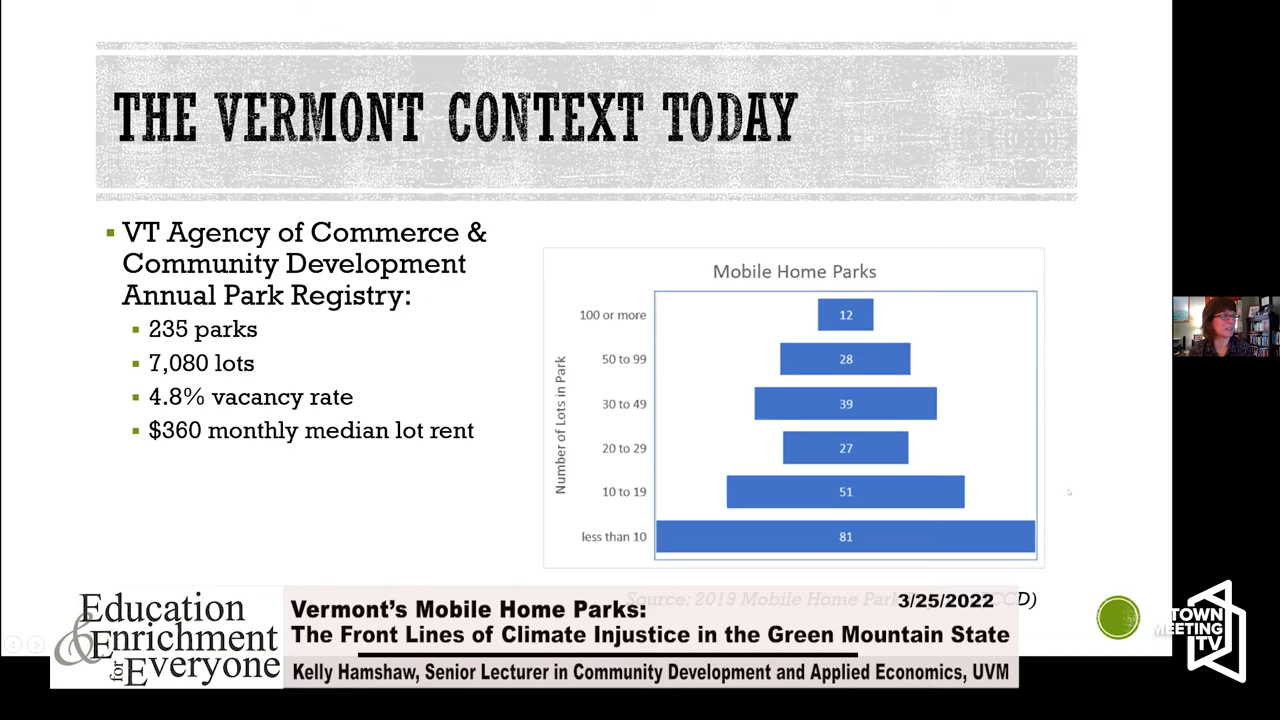 THE VERMONT CONTEXT TODAY
VT Agency of Commerce &
Community Development
Annual Park Registry:
235 parks
7,080 lots
4.8% vacancy rate
$360 monthly median lot rent
Mobile Home Parks
Number of Lots in Park
100 or more
12
50 to 99
28
30 to 49
39
20 to 29
27
10 to 19
51
less than 10
81
Source: 2019 Mobile Home
3/25/2022
Education
& Enrichment
for Everyone
Vermont's Mobile Home Parks:
The Front Lines of Climate Injustice in the Green Mountain State
Kelly Hamshaw, Senior Lecturer in Community Development and Applied Economics, UVM
TOWN
MEETING
TV